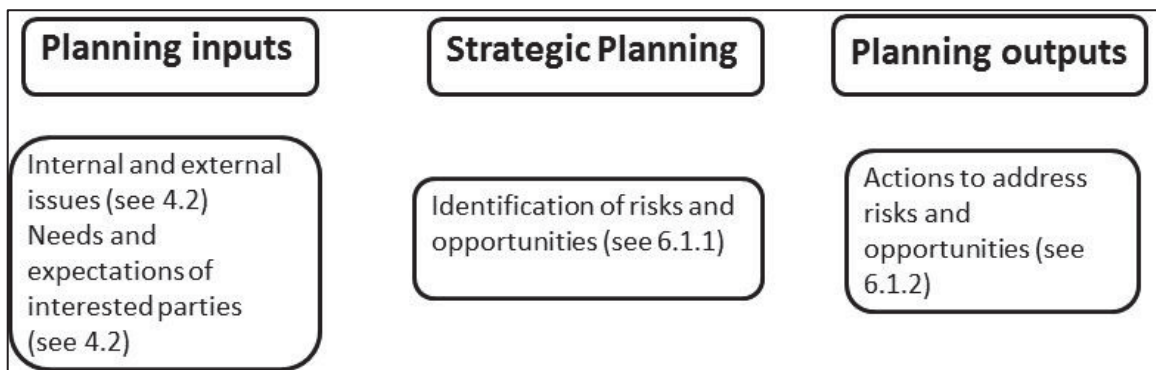 Planning inputs
Strategic Planning
Planning outputs
Internal and external
issues (see 4.2)
Needs and
expectations of
interested parties
(see 4.2)
Identification of risks and
opportunities (see 6.1.1)
Actions to address
risks and
opportunities (see
6.1.2)